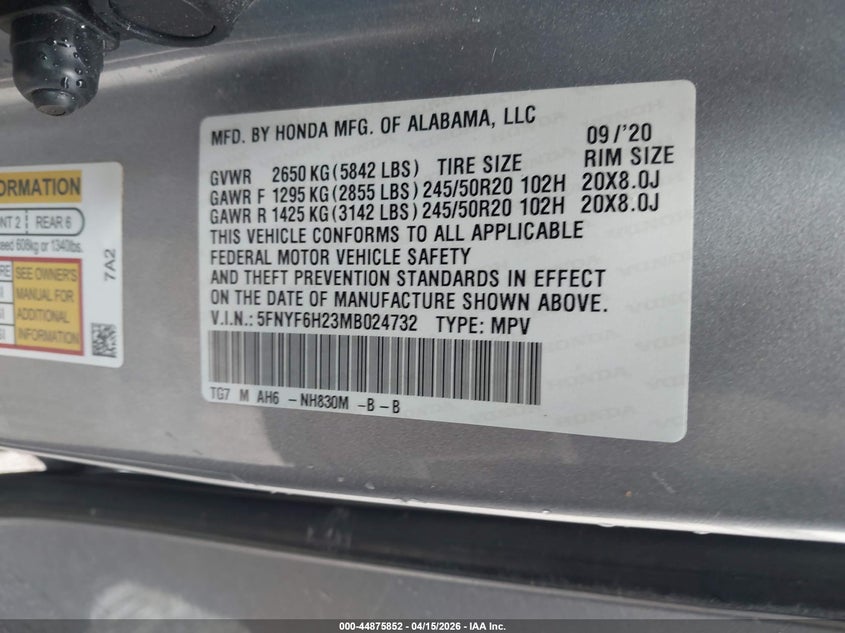 MFD. BY HONDA MFG. OF ALABAMA, LLC 09/'20
GVWR 2650 KG (5842 LBS) TIRE SIZE RIM SIZE
GAWR F 1295 KG (2855 LBS) 245/50R20 102H 20X8.0J
GAWR R 1425 KG (3142 LBS) 245/50R20 102H 20X8.0J
THIS VEHICLE CONFORMS TO ALL APPLICABLE
FEDERAL MOTOR VEHICLE SAFETY
AND THEFT PREVENTION STANDARDS IN EFFECT
ON THE DATE OF MANUFACTURE SHOWN ABOVE.
V.I.N.: 5FNYF6H23MB024732 TYPE: MPV
TG7 M AH6 -NH830M -B-B
2 REAR 6
608kg or 1340lbs.
SEE OWNER'S
MANUAL FOR
ADDITIONAL
INFORMATION
7A2
000-44875852 - 04/15/2026 - IAA Inc.